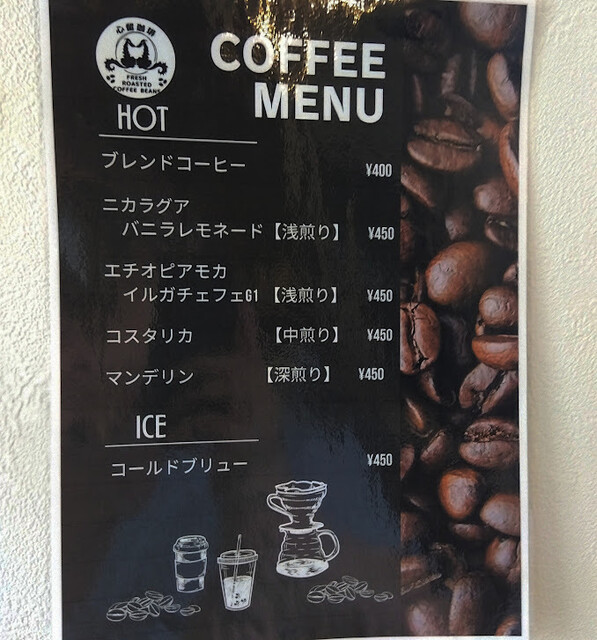 心留珈琲
FRESH
ROASTED
COFFEE BEANS
COFFEE
MENU
HOT
ブレンドコーヒー ¥400
ニカラグア
バニラレモネード【浅煎り】 ¥450
エチオピアモカ
イルガチェフェG1【浅煎り】 ¥450
コスタリカ 【中煎り】 ¥450
マンデリン 【深煎り】 ¥450
ICE
コールドブリュー ¥450